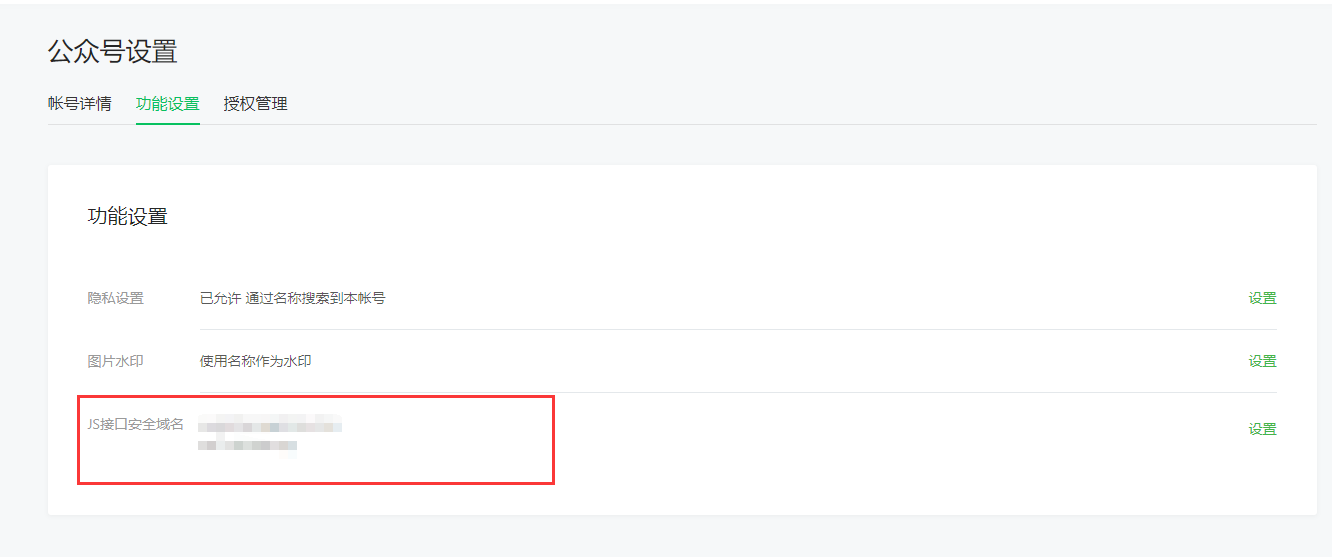 公众号设置
帐号详情 功能设置 授权管理
功能设置
隐私设置 已允许 通过名称搜索到本帐号 设置
图片水印 使用名称作为水印 设置
JS接口安全域名 设置